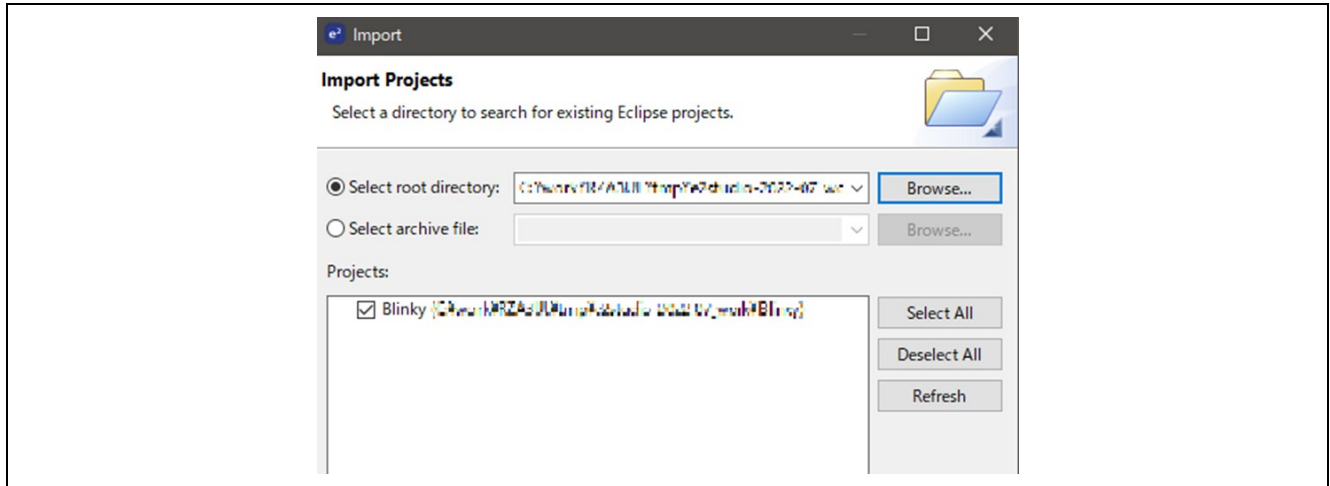 e² Import
Import Projects
Select a directory to search for existing Eclipse projects.
Select root directory:
Browse...
Select archive file:
Browse...
Projects:
Blinky
Select All
Deselect All
Refresh